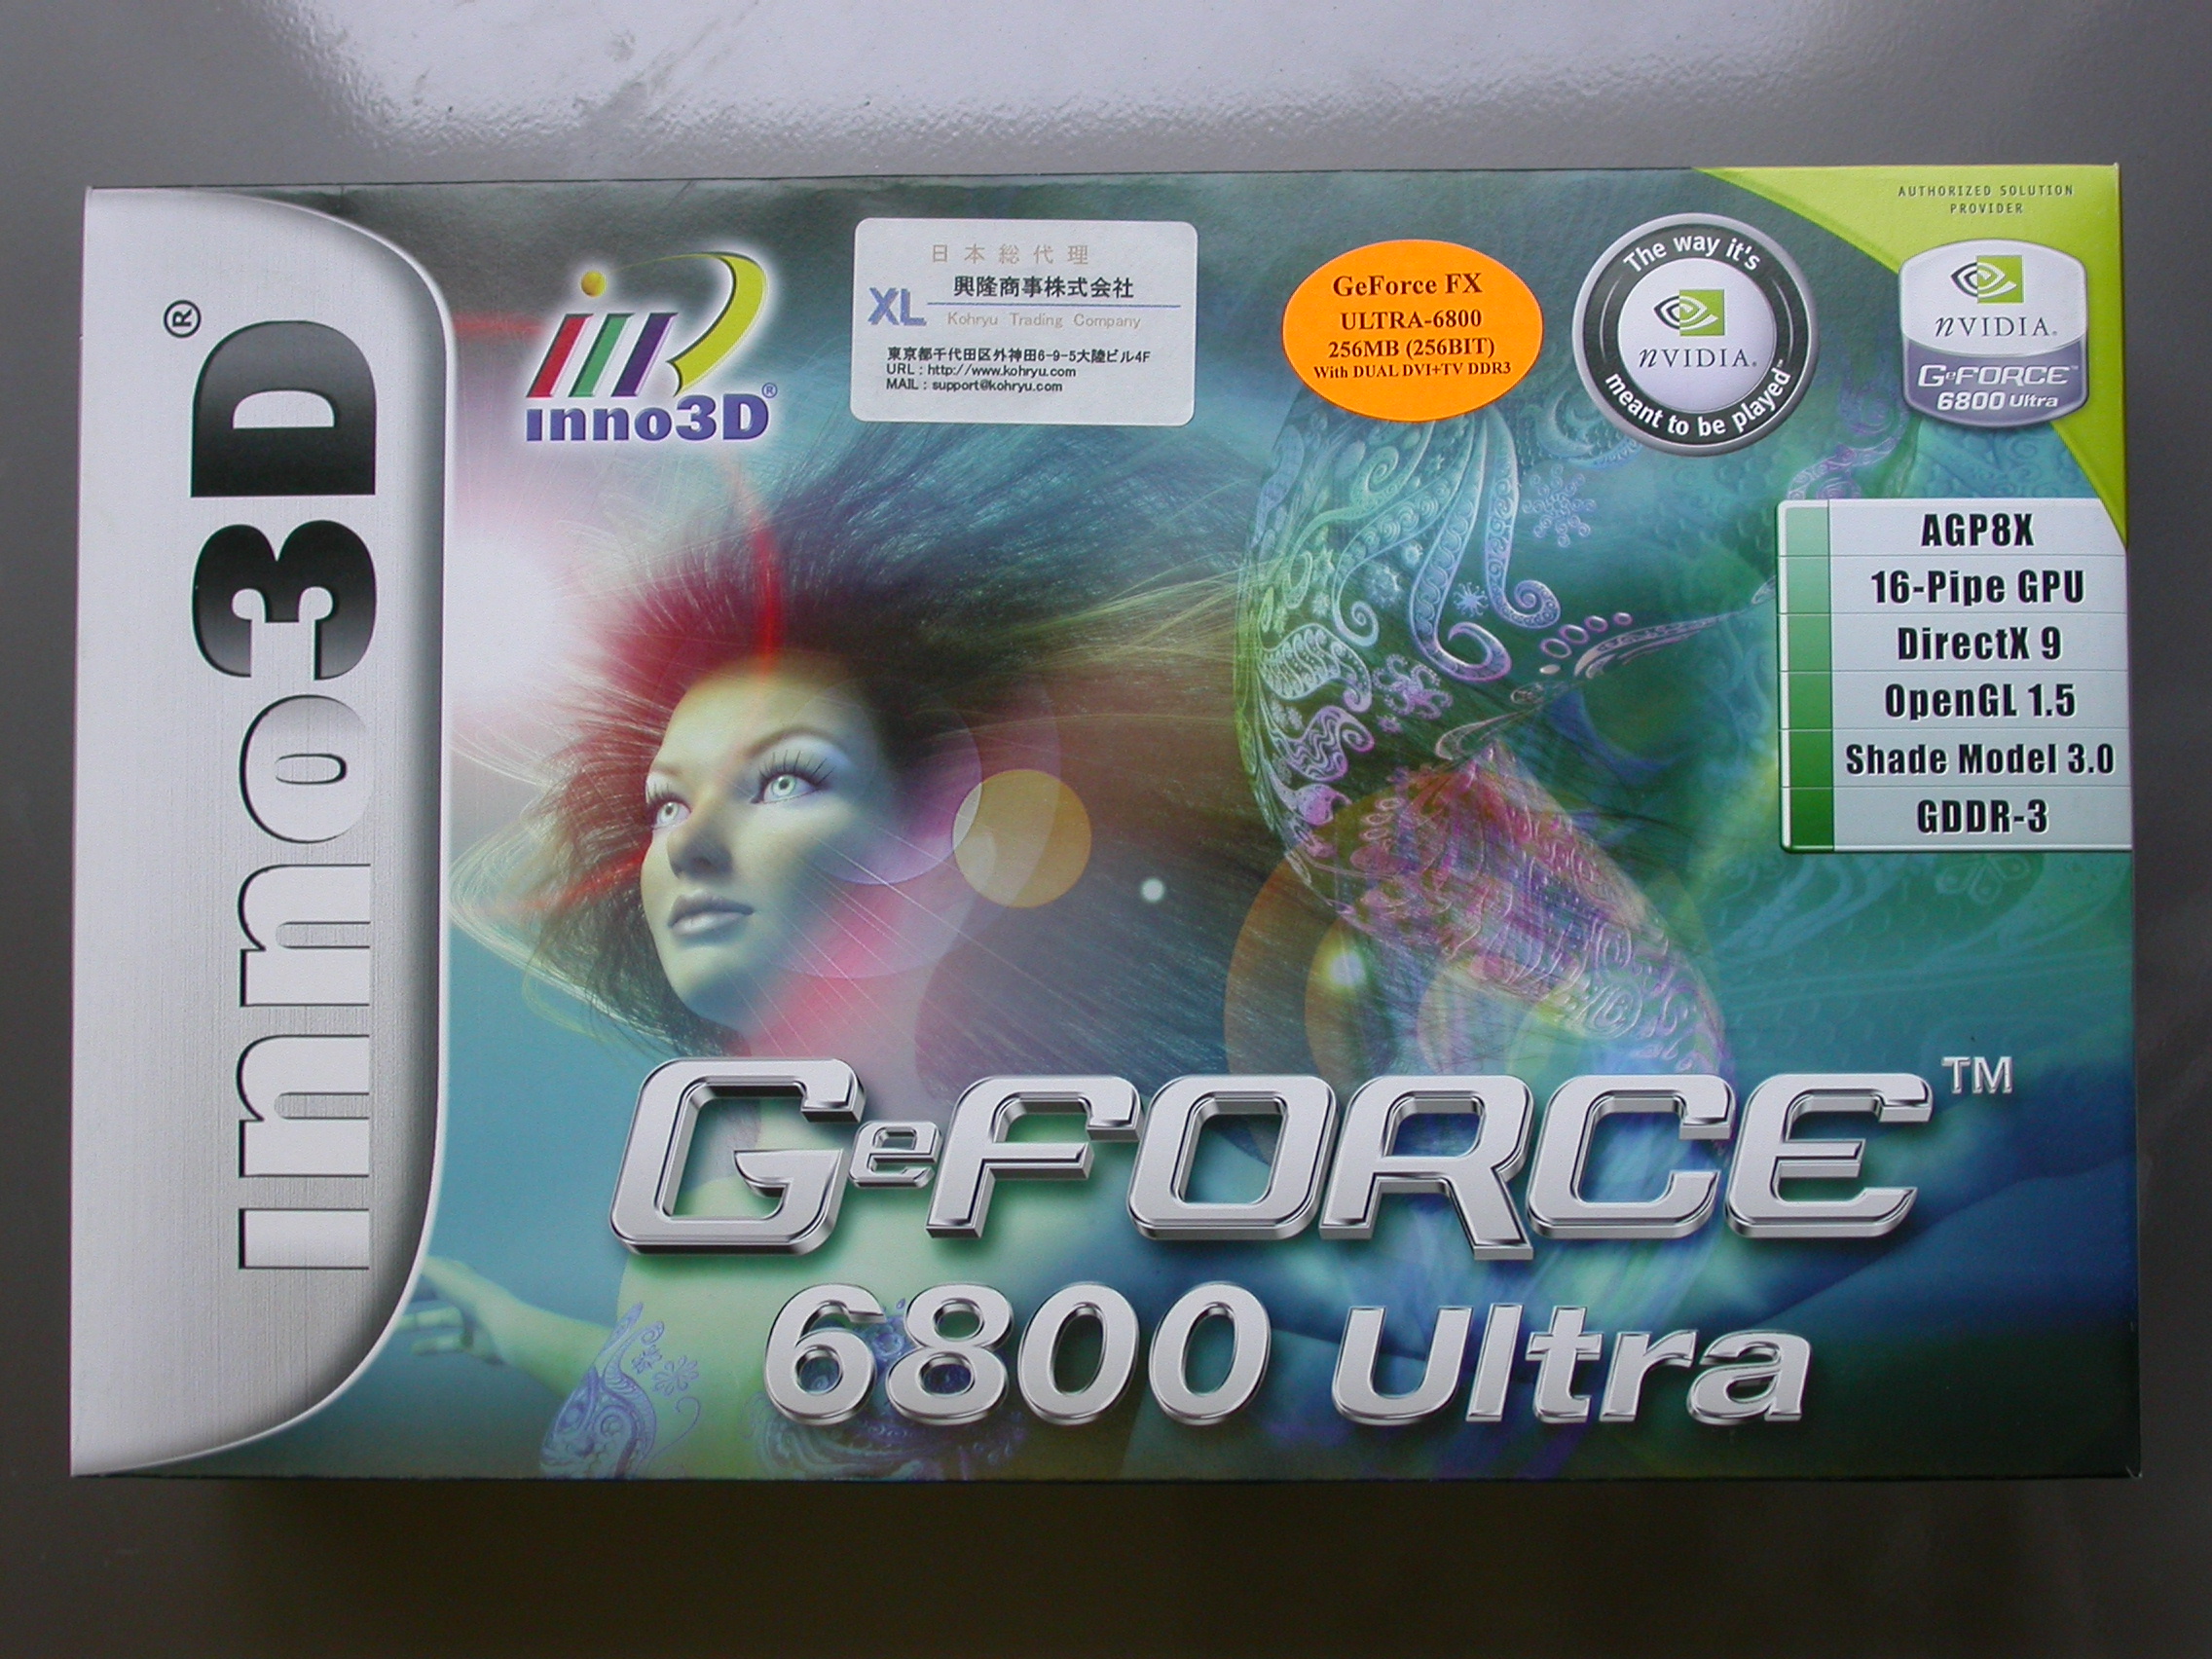 inno3D®
inno3D®
日本総代理
XL 興隆商事株式会社
Kohryu Trading Company
東京都千代田区外神田6-9-5大陸ビル4F
URL : http://www.kohryu.com
MAIL : support@kohryu.com
GeForce FX
ULTRA-6800
256MB (256BIT)
With DUAL DVI+TV DDR3
The way it's
nVIDIA®
meant to be played™
AUTHORIZED SOLUTION
PROVIDER
nVIDIA®
GeFORCE™
6800 Ultra
AGP8X
16-Pipe GPU
DirectX 9
OpenGL 1.5
Shade Model 3.0
GDDR-3
GeFORCE™
6800 Ultra